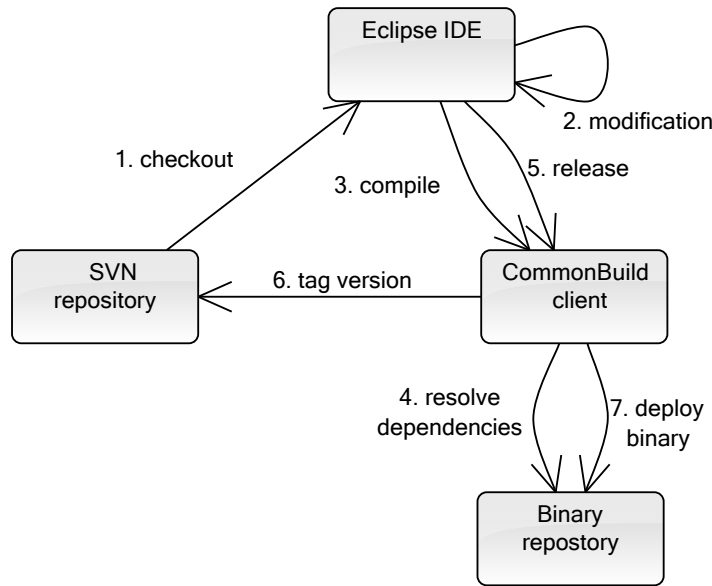 Eclipse IDE
2. modification
1. checkout
3. compile
5. release
SVN
repository
6. tag version
CommonBuild
client
4. resolve
dependencies
7. deploy
binary
Binary
repostory